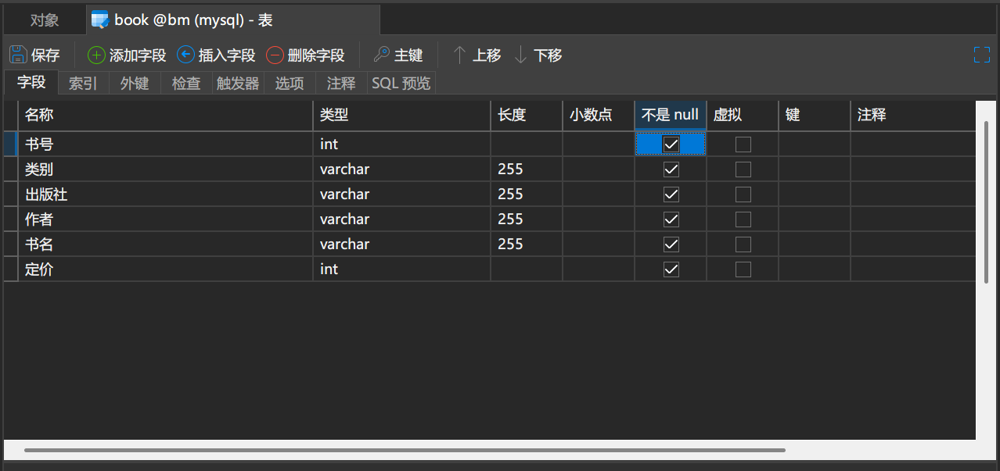 对象 book @bm (mysql) - 表
保存 添加字段 插入字段 删除字段 主键 上移 下移
字段 索引 外键 检查 触发器 选项 注释 SQL 预览
名称 类型 长度 小数点 不是 null 虚拟 键 注释
书号 int
类别 varchar 255
出版社 varchar 255
作者 varchar 255
书名 varchar 255
定价 int